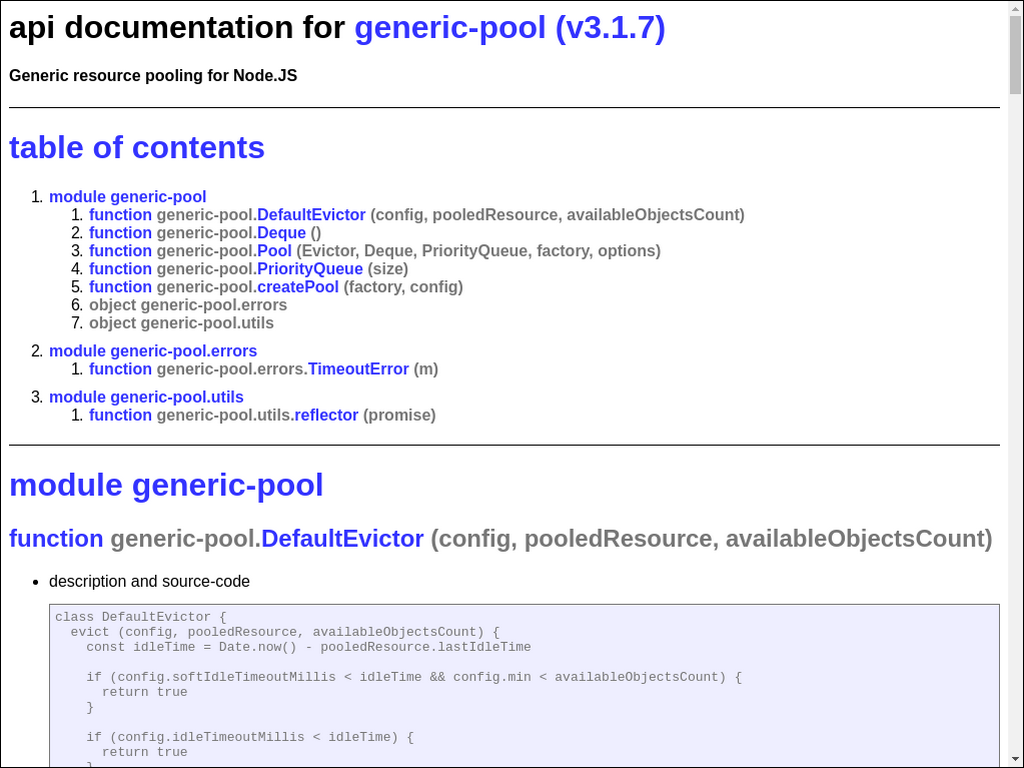 api documentation for generic-pool (v3.1.7)
Generic resource pooling for Node.JS
table of contents
1. module generic-pool
1. function generic-pool.DefaultEvictor (config, pooledResource, availableObjectsCount)
2. function generic-pool.Deque ()
3. function generic-pool.Pool (Evictor, Deque, PriorityQueue, factory, options)
4. function generic-pool.PriorityQueue (size)
5. function generic-pool.createPool (factory, config)
6. object generic-pool.errors
7. object generic-pool.utils
2. module generic-pool.errors
1. function generic-pool.errors.TimeoutError (m)
3. module generic-pool.utils
1. function generic-pool.utils.reflector (promise)
module generic-pool
function generic-pool.DefaultEvictor (config, pooledResource, availableObjectsCount)
• description and source-code
class DefaultEvictor {
  evict (config, pooledResource, availableObjectsCount) {
    const idleTime = Date.now() - pooledResource.lastIdleTime
    if (config.softIdleTimeoutMillis < idleTime && config.min < availableObjectsCount) {
      return true
    }
    if (config.idleTimeoutMillis < idleTime) {
      return true
    }